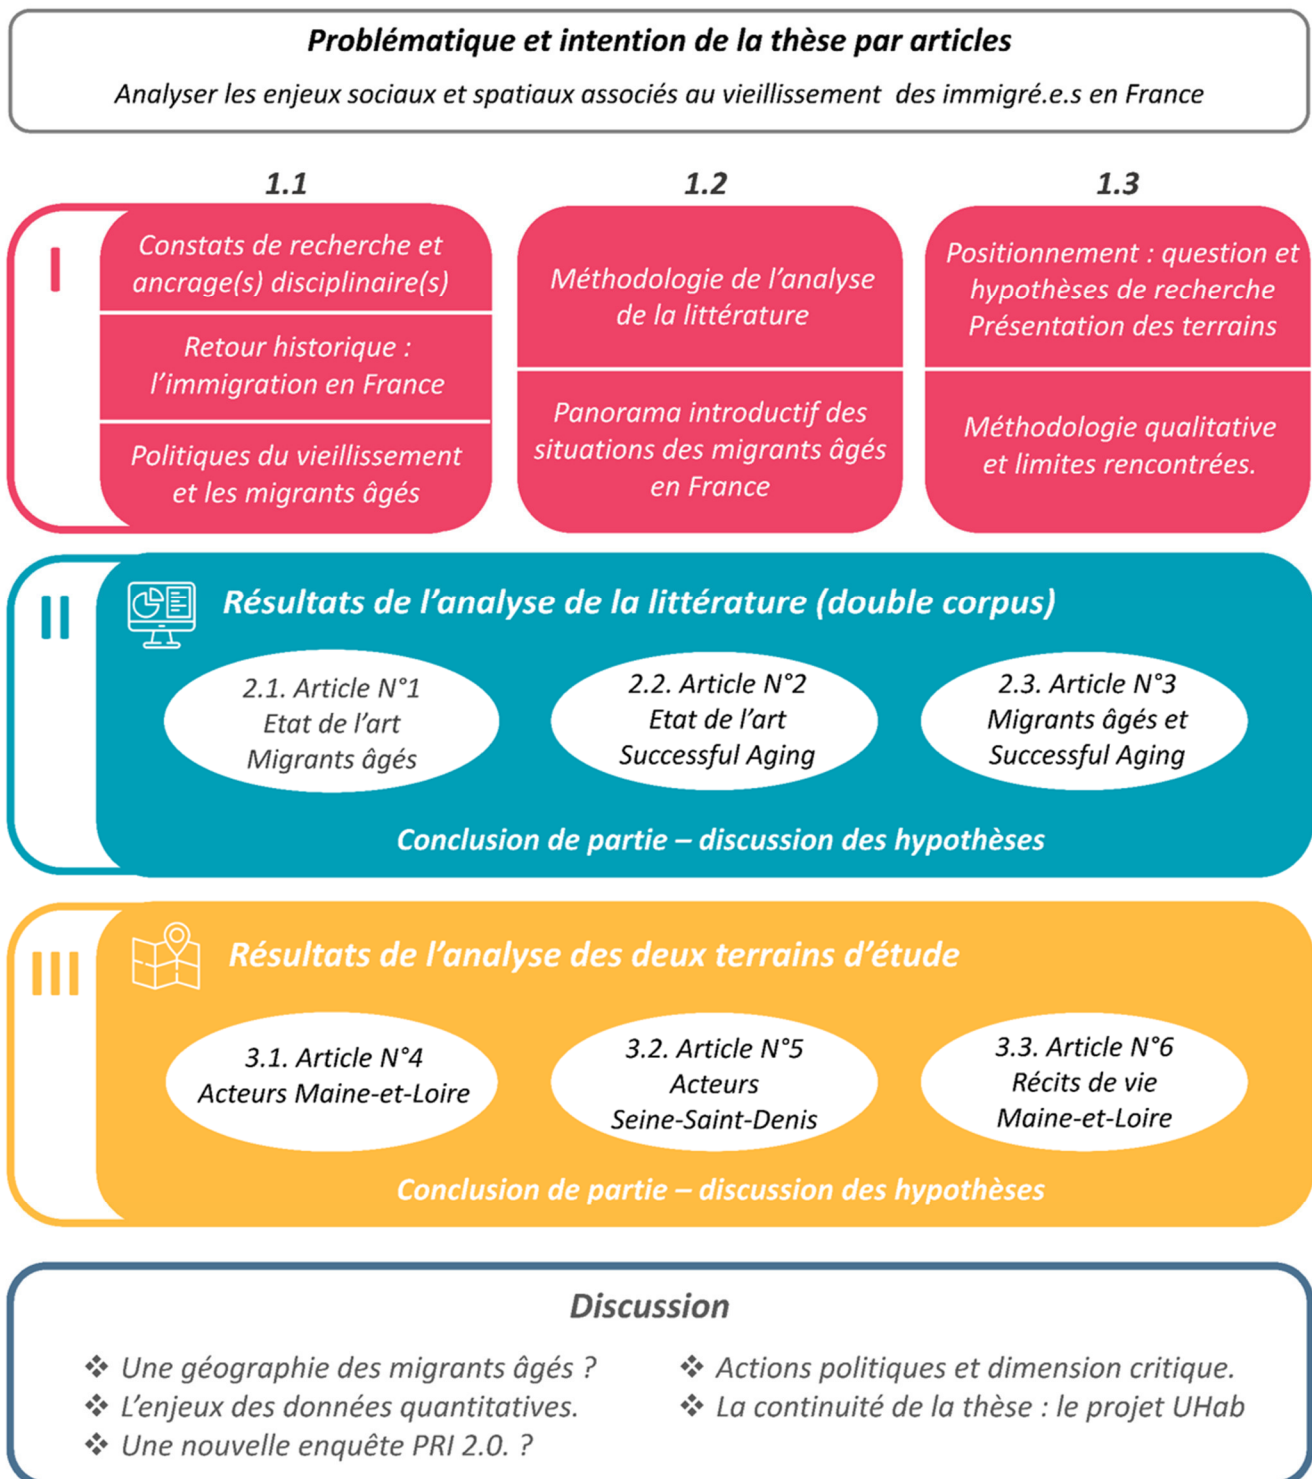 Problématique et intention de la thèse par articles
Analyser les enjeux sociaux et spatiaux associés au vieillissement des immigré.e.s en France
1.1
1.2
1.3
I
Constats de recherche et
ancrage(s) disciplinaire(s)
Retour historique :
l’immigration en France
Politiques du vieillissement
et les migrants âgés
Méthodologie de l’analyse
de la littérature
Panorama introductif des
situations des migrants âgés
en France
Positionnement : question et
hypothèses de recherche
Présentation des terrains
Méthodologie qualitative
et limites rencontrées.
II
Résultats de l’analyse de la littérature (double corpus)
2.1. Article N°1
Etat de l’art
Migrants âgés
2.2. Article N°2
Etat de l’art
Successful Aging
2.3. Article N°3
Migrants âgés et
Successful Aging
Conclusion de partie – discussion des hypothèses
III
Résultats de l’analyse des deux terrains d’étude
3.1. Article N°4
Acteurs Maine-et-Loire
3.2. Article N°5
Acteurs
Seine-Saint-Denis
3.3. Article N°6
Récits de vie
Maine-et-Loire
Conclusion de partie – discussion des hypothèses
Discussion
❖ Une géographie des migrants âgés ?
❖ L’enjeux des données quantitatives.
❖ Une nouvelle enquête PRI 2.0. ?
❖ Actions politiques et dimension critique.
❖ La continuité de la thèse : le projet UHab